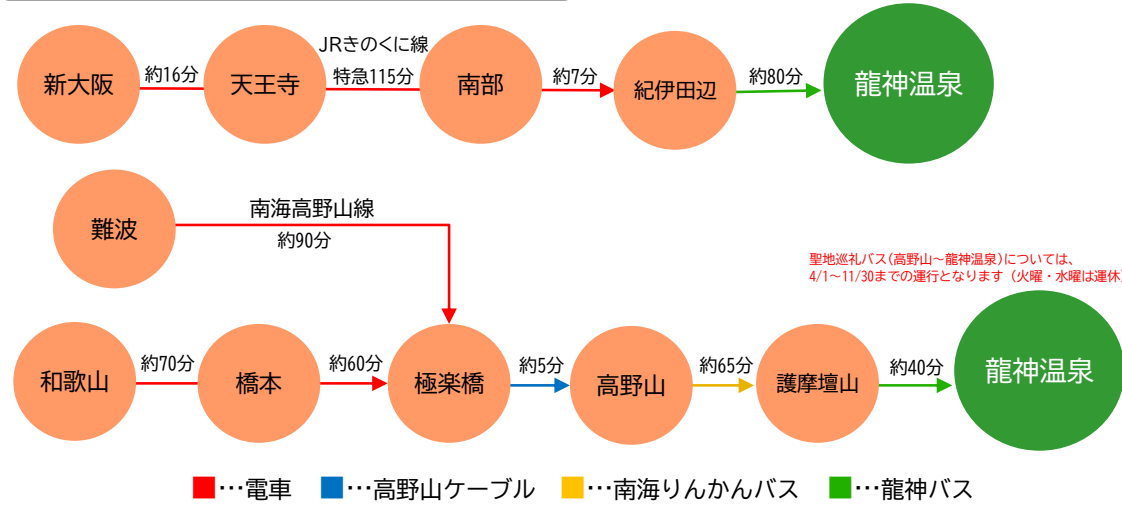 JRきのくに線
新大阪 約16分 天王寺 特急115分 南部 約7分 紀伊田辺 約80分 龍神温泉
難波 南海高野山線
約90分
聖地巡礼バス(高野山～龍神温泉)については、
4/1～11/30までの運行となります（火曜・水曜は運休
和歌山 約70分 橋本 約60分 極楽橋 約5分 高野山 約65分 護摩壇山 約40分 龍神温泉
■…電車 ■…高野山ケーブル ■…南海りんかんバス ■…龍神バス